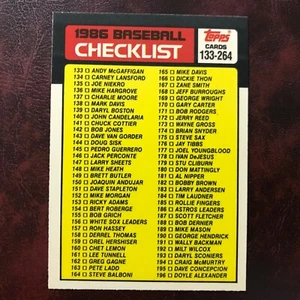 1986 BASEBALL
CHECKLIST
topps
CARDS
133-264
133 ANDY McGAFFIGAN
134 CARNEY LANSFORD
135 JOE NIEKRO
136 MIKE HARGROVE
137 CHARLIE MOORE
138 MARK DAVIS
139 DARYL BOSTON
140 JOHN CANDELARIA
141 CHUCK COTTIER
142 BOB JONES
143 DAVE VAN GORDER
144 DOUG SISK
145 PEDRO GUERRERO
146 JACK PERCONTE
147 LARRY SHEETS
148 MIKE HEATH
149 BRETT BUTLER
150 JOAQUIN ANDUJAR
151 DAVE STAPLETON
152 MIKE MORGAN
153 RICKY ADAMS
154 BERT ROBERGE
155 BOB GRICH
156 WHITE SOX LEADERS
157 RON HASSEY
158 DERREL THOMAS
159 OREL HERSHISER
160 CHET LEMON
161 LEE TUNNELL
162 GREG GAGNE
163 PETE LADD
164 STEVE BALBONI
165 MIKE DAVIS
166 DICKIE THON
167 ZANE SMITH
168 JEFF BURROUGHS
169 GEORGE WRIGHT
170 GARY CARTER
171 BOB RODGERS
172 JERRY REED
173 WAYNE GROSS
174 BRIAN SNYDER
175 STEVE SAX
176 JAY TIBBS
177 JOEL YOUNGBLOOD
178 IVAN DeJESUS
179 STU CLIBURN
180 DON MATTINGLY
181 AL NIPPER
182 BOBBY BROWN
183 LARRY ANDERSEN
184 TIM LAUDNER
185 ROLLIE FINGERS
186 ASTROS LEADERS
187 SCOTT FLETCHER
188 BOB DERNIER
189 MIKE MASON
190 GEORGE HENDRICK
191 WALLY BACKMAN
192 MILT WILCOX
193 DARYL SCONIERS
194 CRAIG McMURTRY
195 DAVE CONCEPCION
196 DOYLE ALEXANDER